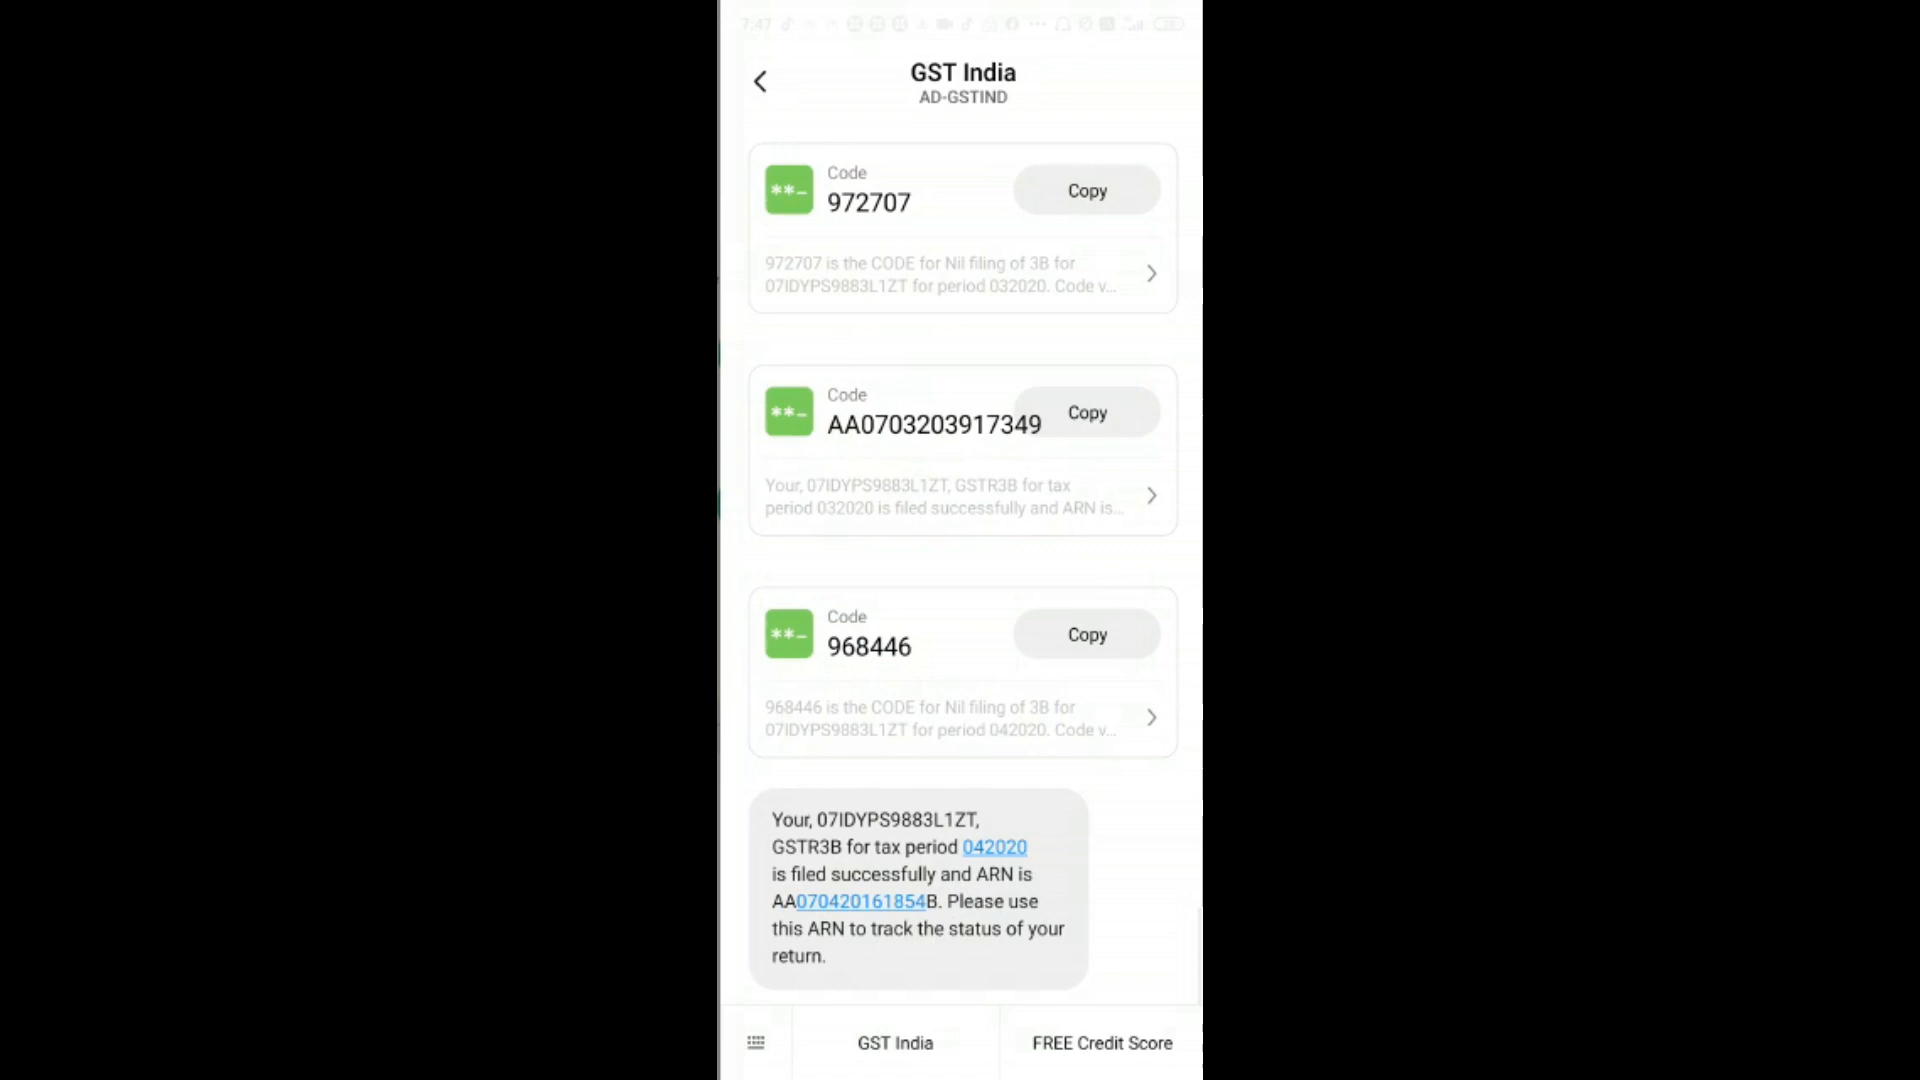 7:47
GST India
AD-GSTIND
Code
972707
Copy
972707 is the CODE for Nil filing of 3B for
07IDYPS9883L1ZT for period 032020. Code v...
Code
AA0703203917349
Copy
Your, 07IDYPS9883L1ZT, GSTR3B for tax
period 032020 is filed successfully and ARN is...
Code
968446
Copy
968446 is the CODE for Nil filing of 3B for
07IDYPS9883L1ZT for period 042020. Code v...
Your, 07IDYPS9883L1ZT,
GSTR3B for tax period 042020
is filed successfully and ARN is
AA070420161854B. Please use
this ARN to track the status of your
return.
GST India
FREE Credit Score